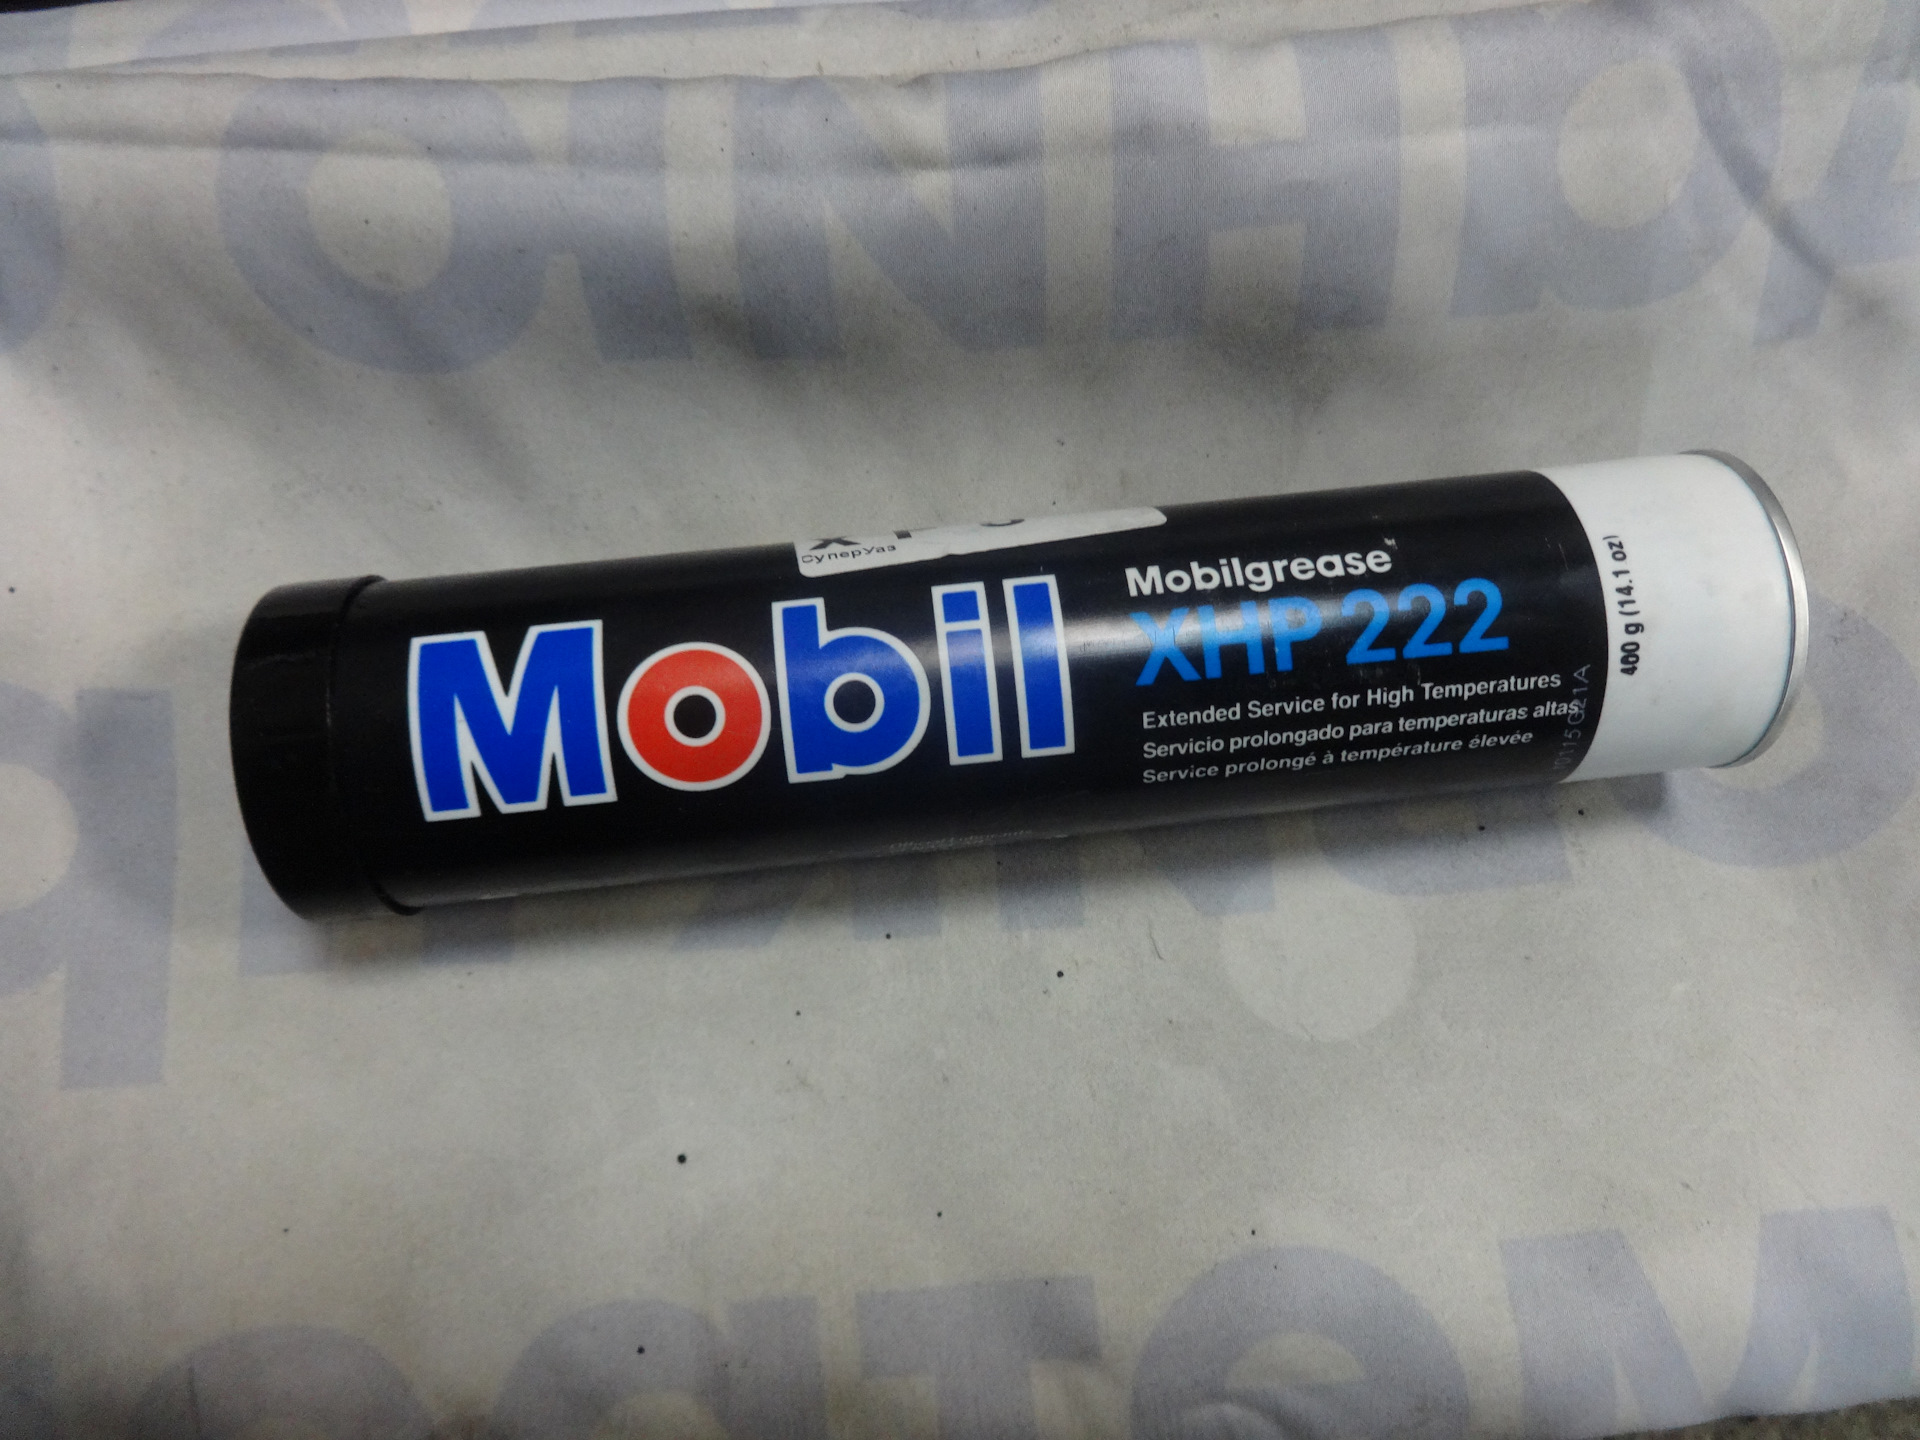 СуперУаз
Mobil
Mobilgrease
XHP 222
Extended Service for High Temperatures
Servicio prolongado para temperaturas altas
Service prolongé à température élevée
400 g (14.1 oz)